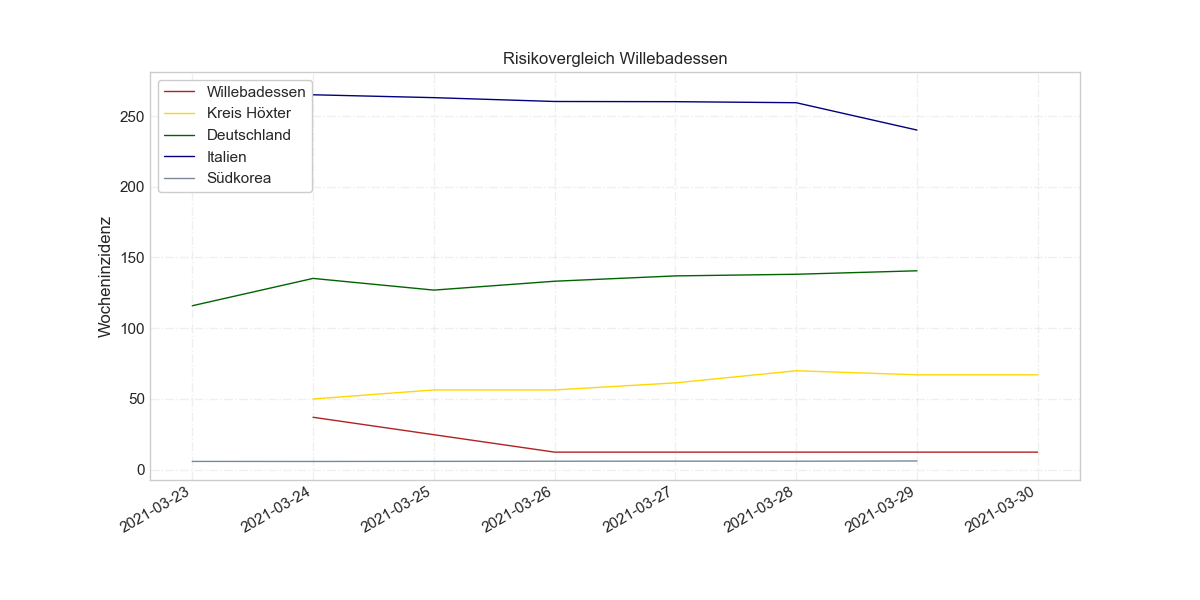 Risikovergleich Willebadessen
Willebadessen
Kreis Höxter
Deutschland
Italien
Südkorea
Wocheninzidenz
250
200
150
100
50
0
2021-03-23
2021-03-24
2021-03-25
2021-03-26
2021-03-27
2021-03-28
2021-03-29
2021-03-30